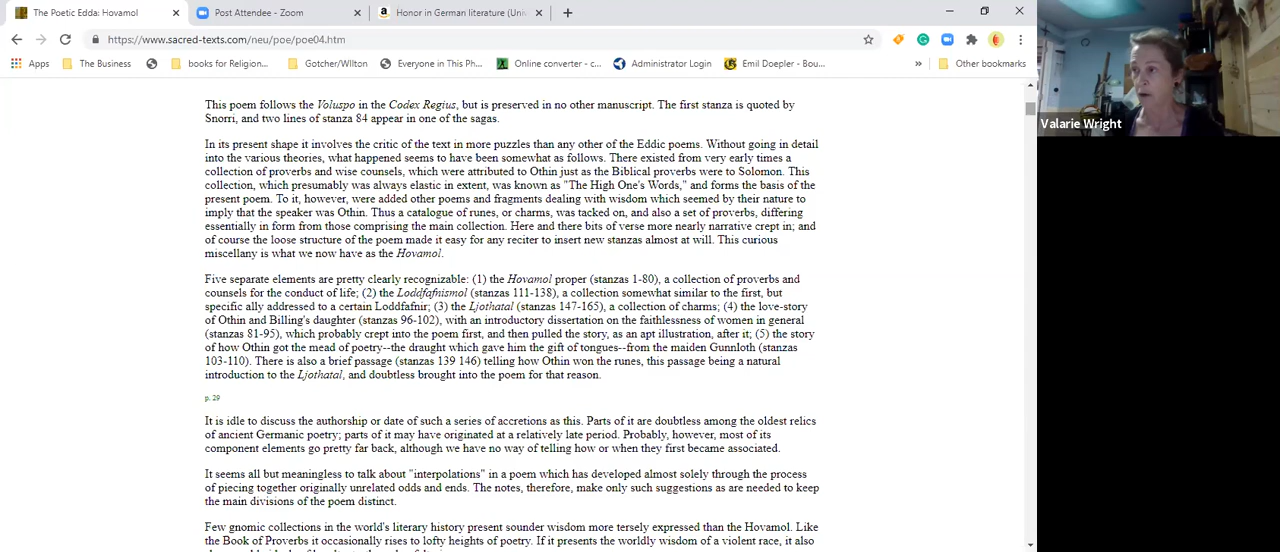 The Poetic Edda: Hovamol
Post Attendee - Zoom
Honor in German literature (Univ
https://www.sacred-texts.com/neu/poe/poe04.htm
Apps
The Business
books for Religion...
Gotcher/WIlton
Everyone in This Ph...
Online converter - c...
Administrator Login
Emil Doepler - Bou...
»
Other bookmarks
Valarie Wright
This poem follows the Voluspo in the Codex Regius, but is preserved in no other manuscript. The first stanza is quoted by
Snorri, and two lines of stanza 84 appear in one of the sagas.
In its present shape it involves the critic of the text in more puzzles than any other of the Eddic poems. Without going in detail
into the various theories, what happened seems to have been somewhat as follows. There existed from very early times a
collection of proverbs and wise counsels, which were attributed to Othin just as the Biblical proverbs were to Solomon. This
collection, which presumably was always elastic in extent, was known as "The High One's Words," and forms the basis of the
present poem. To it, however, were added other poems and fragments dealing with wisdom which seemed by their nature to
imply that the speaker was Othin. Thus a catalogue of runes, or charms, was tacked on, and also a set of proverbs, differing
essentially in form from those comprising the main collection. Here and there bits of verse more nearly narrative crept in; and
of course the loose structure of the poem made it easy for any reciter to insert new stanzas almost at will. This curious
miscellany is what we now have as the Hovamol.
Five separate elements are pretty clearly recognizable: (1) the Hovamol proper (stanzas 1-80), a collection of proverbs and
counsels for the conduct of life; (2) the Loddfafnismol (stanzas 111-138), a collection somewhat similar to the first, but
specific ally addressed to a certain Loddfafnir; (3) the Ljothatal (stanzas 147-165), a collection of charms; (4) the love-story
of Othin and Billing's daughter (stanzas 96-102), with an introductory dissertation on the faithlessness of women in general
(stanzas 81-95), which probably crept into the poem first, and then pulled the story, as an apt illustration, after it; (5) the story
of how Othin got the mead of poetry--the draught which gave him the gift of tongues--from the maiden Gunnloth (stanzas
103-110). There is also a brief passage (stanzas 139 146) telling how Othin won the runes, this passage being a natural
introduction to the Ljothatal, and doubtless brought into the poem for that reason.
p. 29
It is idle to discuss the authorship or date of such a series of accretions as this. Parts of it are doubtless among the oldest relics
of ancient Germanic poetry; parts of it may have originated at a relatively late period. Probably, however, most of its
component elements go pretty far back, although we have no way of telling how or when they first became associated.
It seems all but meaningless to talk about "interpolations" in a poem which has developed almost solely through the process
of piecing together originally unrelated odds and ends. The notes, therefore, make only such suggestions as are needed to keep
the main divisions of the poem distinct.
Few gnomic collections in the world's literary history present sounder wisdom more tersely expressed than the Hovamol. Like
the Book of Proverbs it occasionally rises to lofty heights of poetry. If it presents the worldly wisdom of a violent race, it also